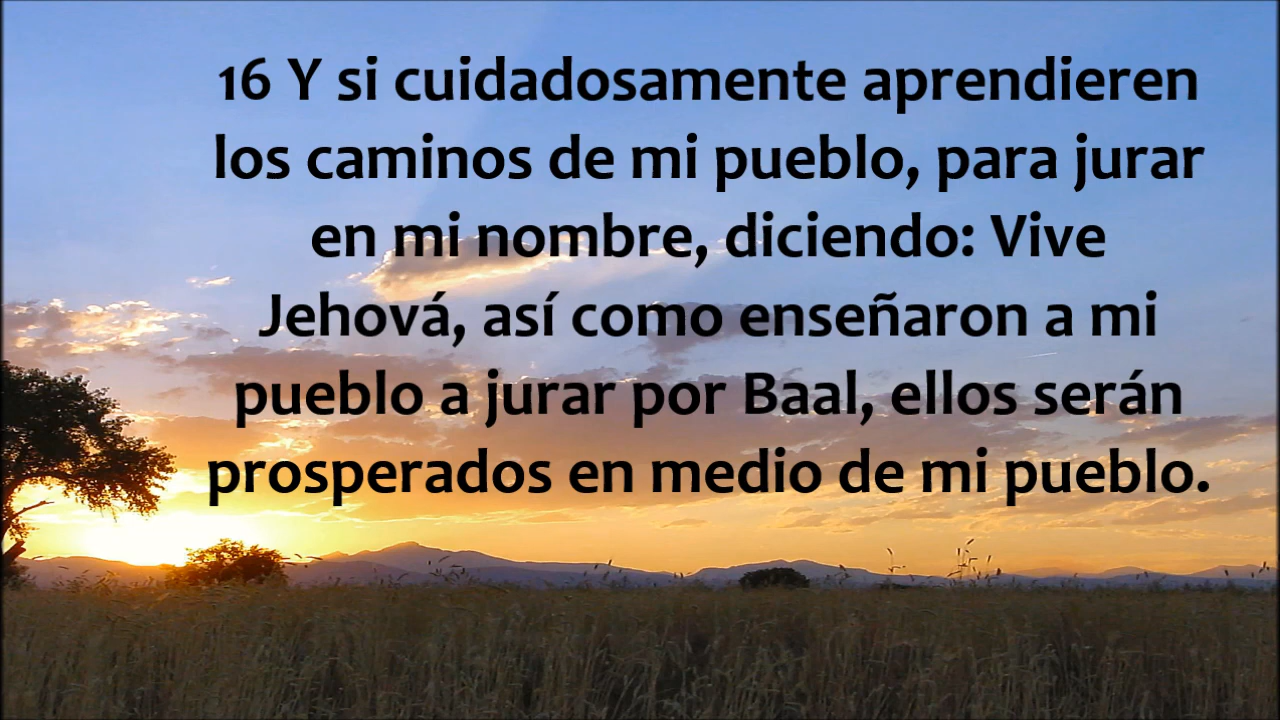 16 Y si cuidadosamente aprendieren
los caminos de mi pueblo, para jurar
en mi nombre, diciendo: Vive
Jehová, así como enseñaron a mi
pueblo a jurar por Baal, ellos serán
prosperados en medio de mi pueblo.